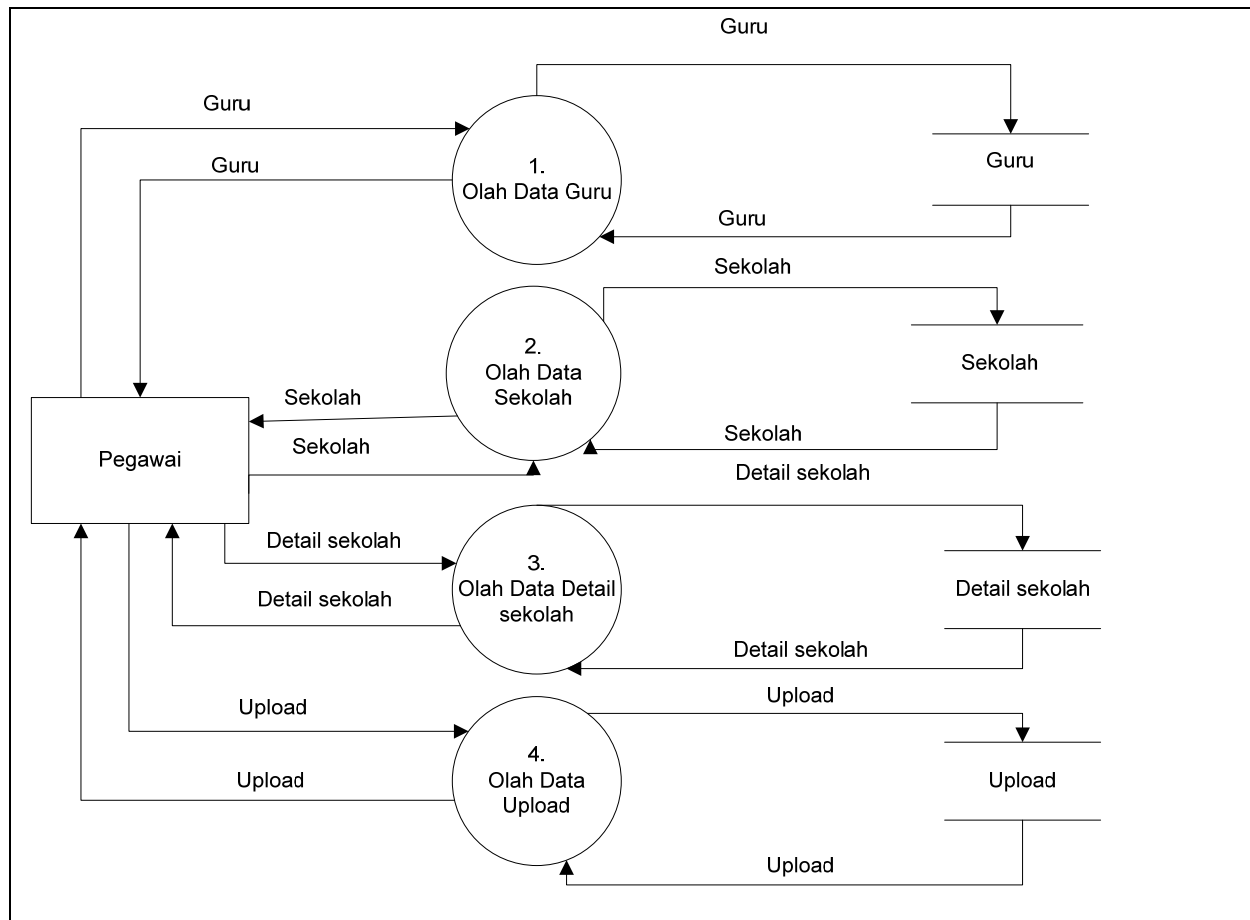 Guru
Guru
Guru
1.
Olah Data Guru
Guru
Guru
Sekolah
2.
Olah Data
Sekolah
Sekolah
Sekolah
Sekolah
Pegawai
Sekolah
Detail sekolah
Detail sekolah
3.
Olah Data Detail
sekolah
Detail sekolah
Detail sekolah
Detail sekolah
Upload
Upload
4.
Olah Data
Upload
Upload
Upload
Upload